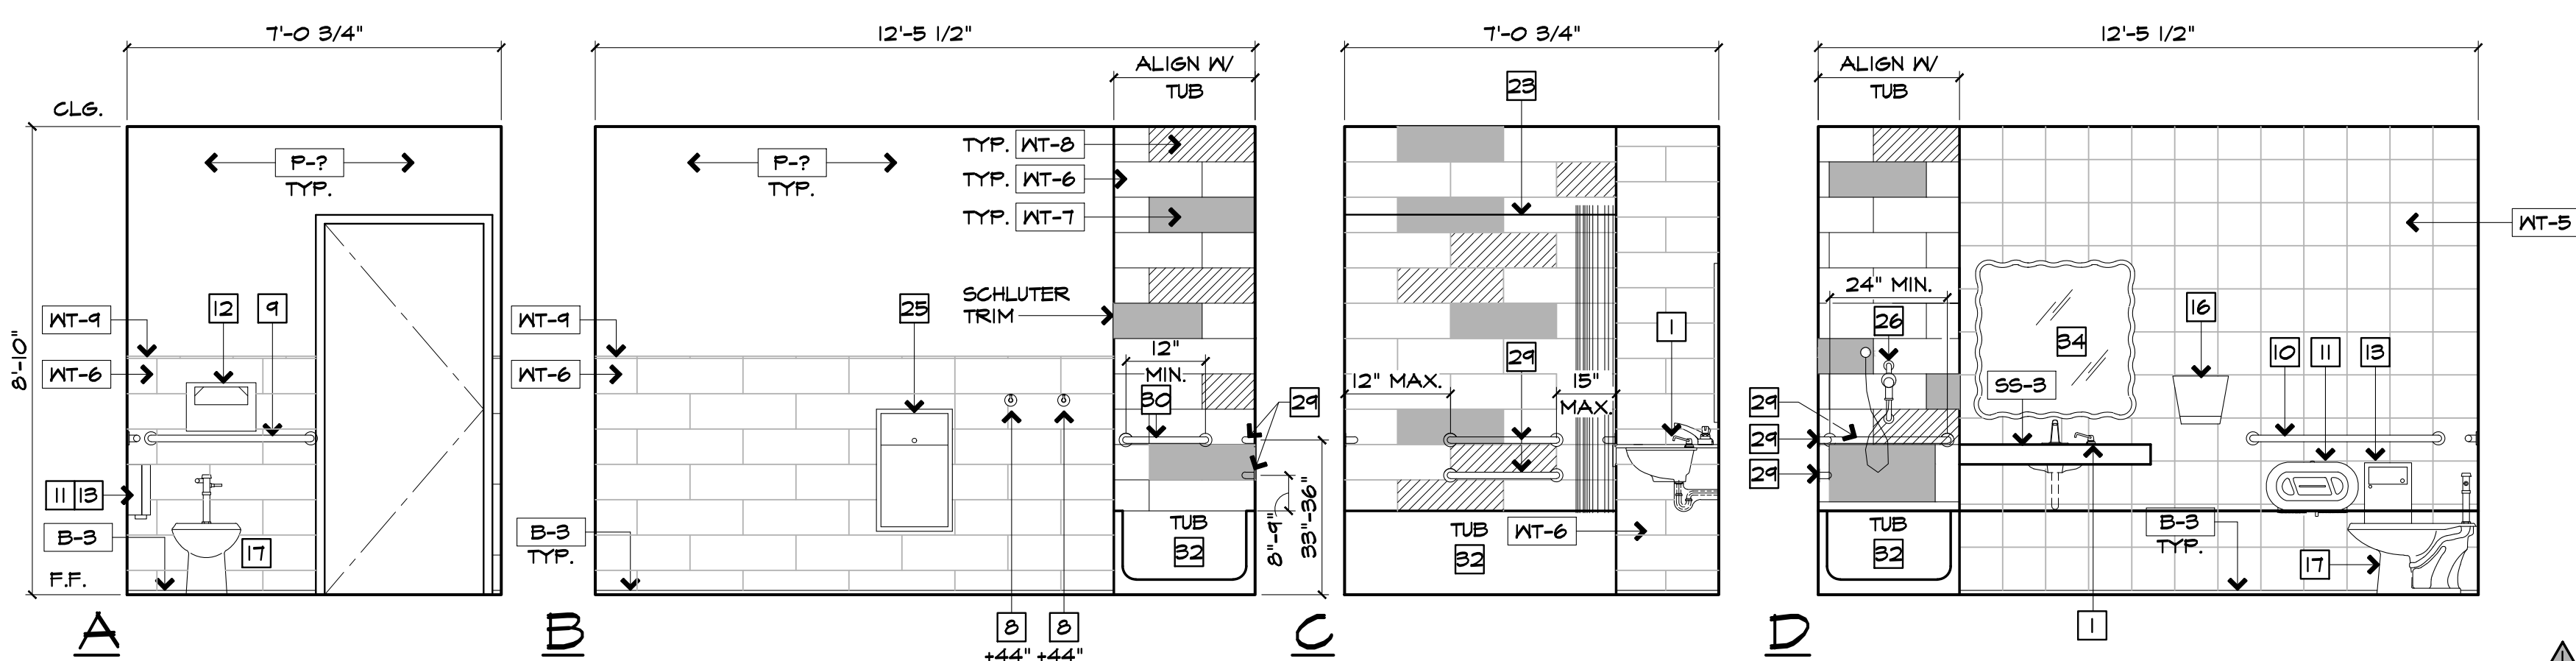 7'-0 3/4"
CLG.
8'-10"
P-?
TYP.
WT-9
12
9
WT-6
11 13
B-3
17
F.F.
A
12'-5 1/2"
ALIGN W/
TUB
P-?
TYP.
TYP. WT-8
TYP. WT-6
TYP. WT-7
SCHLUTER
TRIM
WT-9
25
WT-6
12"
MIN.
30
29
B-3
TYP.
TUB
32
8"-9"
33"-36"
B
8
+44"
8
+44"
7'-0 3/4"
23
1
29
12" MAX.
15"
MAX.
29
TUB
32
WT-6
C
12'-5 1/2"
ALIGN W/
TUB
WT-5
24" MIN.
26
34
16
10
11
13
SS-3
29
29
29
TUB
32
B-3
TYP.
17
D
1